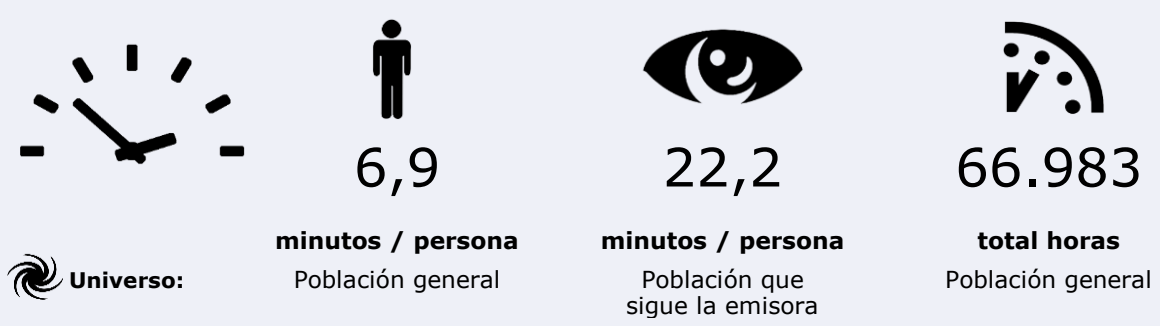 6,9
22,2
66.983
minutos / persona
minutos / persona
total horas
Universo:
Población general
Población que
sigue la emisora
Población general